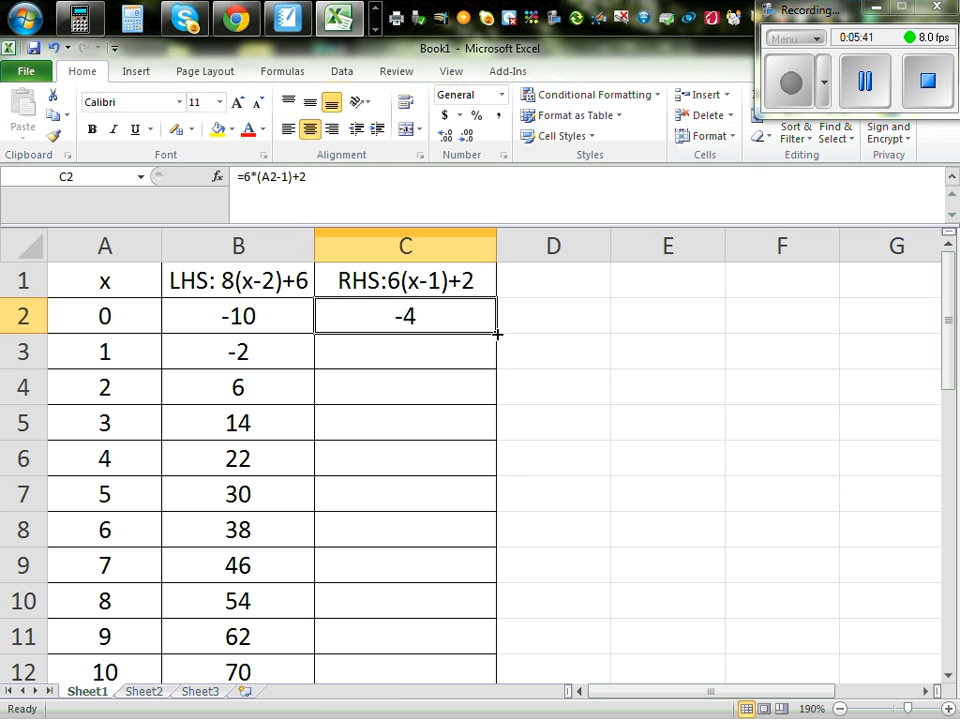 Recording...
Menu
0:05:41
8.0 fps
Book1 - Microsoft Excel
File
Home
Insert
Page Layout
Formulas
Data
Review
View
Add-Ins
Paste
Calibri
11
B I U
General
$ % ,
Conditional Formatting
Format as Table
Cell Styles
Insert
Delete
Format
Sort & Filter
Find & Select
Sign and Encrypt
Clipboard
Font
Alignment
Number
Styles
Cells
Editing
Privacy
C2
fx
=6*(A2-1)+2
A B C D E F G
1 x LHS: 8(x-2)+6 RHS:6(x-1)+2
2 0 -10 -4
3 1 -2
4 2 6
5 3 14
6 4 22
7 5 30
8 6 38
9 7 46
10 8 54
11 9 62
12 10 70
Sheet1 Sheet2 Sheet3
Ready
190%